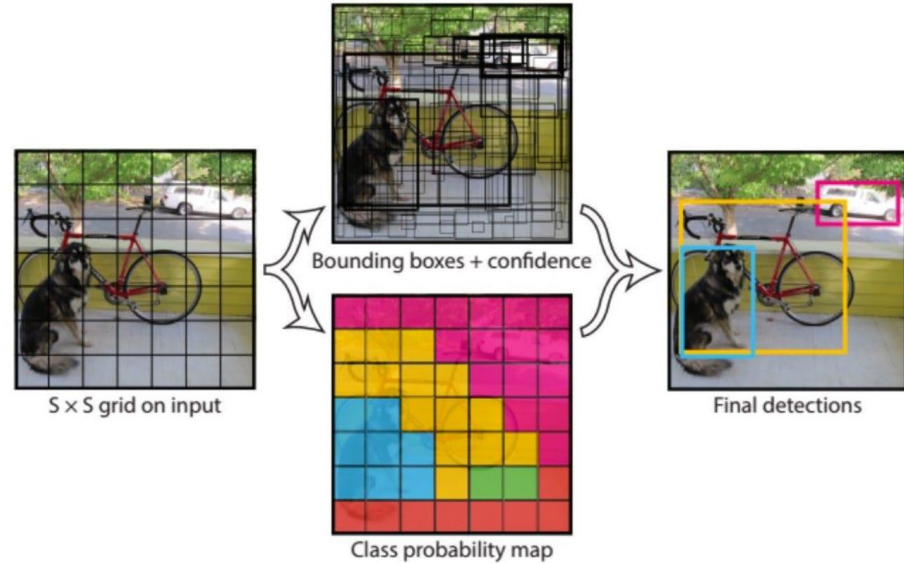 S × S grid on input
Bounding boxes + confidence
Class probability map
Final detections